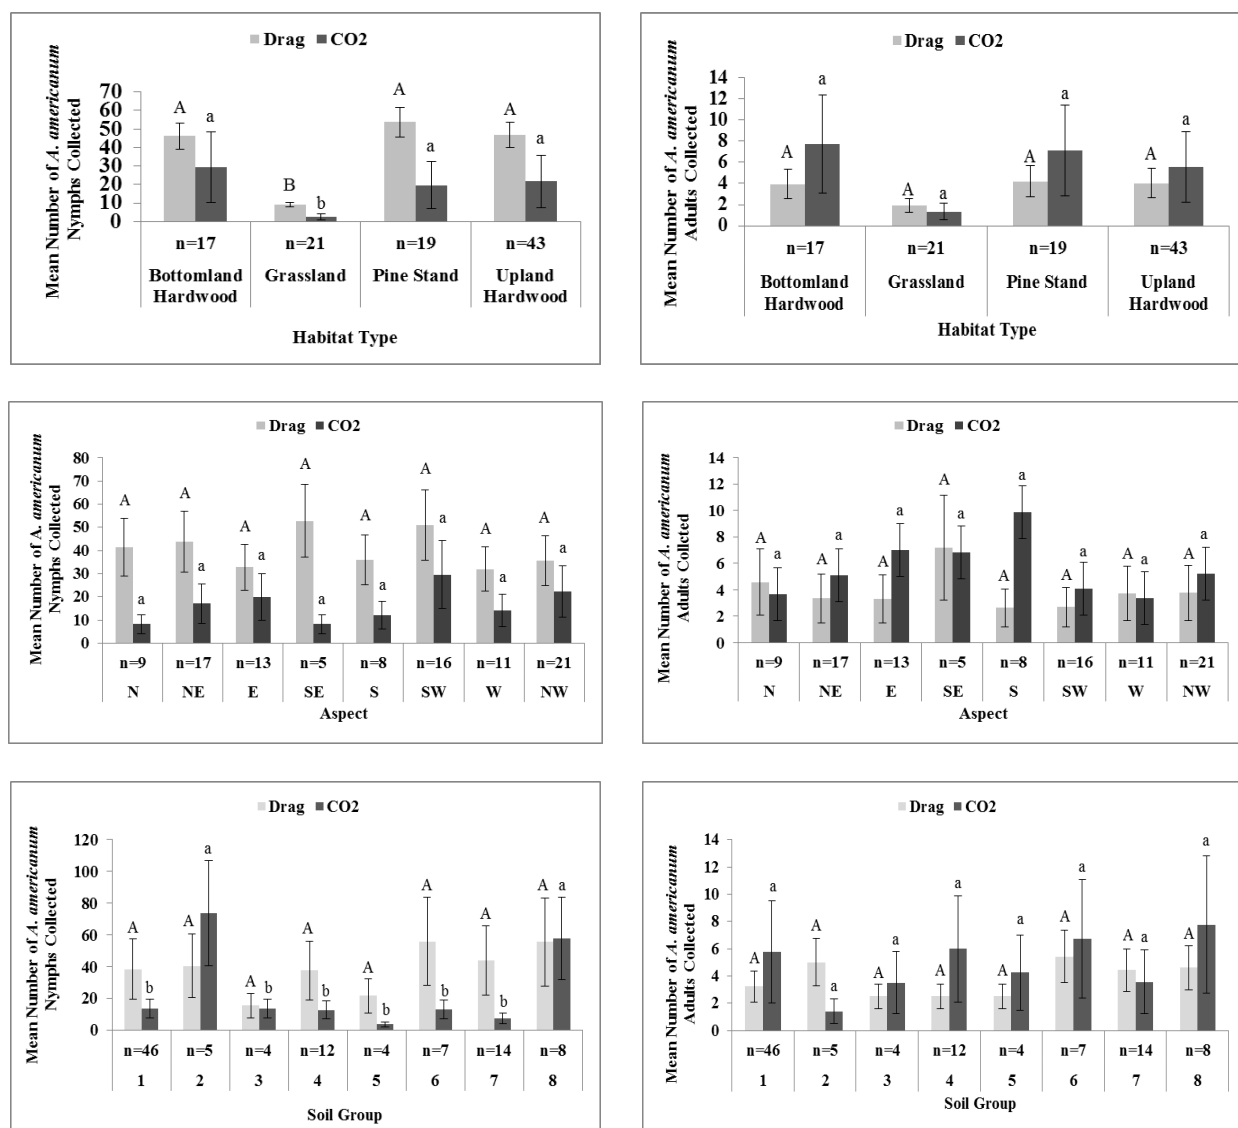 Drag CO2
Mean Number of A. americanum
Nymphs Collected
70
60
50
40
30
20
10
0
A a B b A a A a
n=17 n=21 n=19 n=43
Bottomland Hardwood Grassland Pine Stand Upland Hardwood
Habitat Type
Drag CO2
Mean Number of A. americanum
Adults Collected
14
12
10
8
6
4
2
0
A a A a A a A a
n=17 n=21 n=19 n=43
Bottomland Hardwood Grassland Pine Stand Upland Hardwood
Habitat Type
Drag CO2
Mean Number of A. americanum
Nymphs Collected
80
70
60
50
40
30
20
10
0
A a A a A a A a A a A a A a A a
n=9 n=17 n=13 n=5 n=8 n=16 n=11 n=21
N NE E SE S SW W NW
Aspect
Drag CO2
Mean Number of A. americanum
Adults Collcted
14
12
10
8
6
4
2
0
A a A a A a A a A a A a A a A a
n=9 n=17 n=13 n=5 n=8 n=16 n=11 n=21
N NE E SE S SW W NW
Aspect
Drag CO2
Mean Number of A. americanum
Nymphs Collected
120
100
80
60
40
20
0
A b A a A b A b A b A b A b A a
n=46 n=5 n=4 n=12 n=4 n=7 n=14 n=8
1 2 3 4 5 6 7 8
Soil Group
Drag CO2
Mean Number of A. americanum
Adults Collected
14
12
10
8
6
4
2
0
A a A a A a A a A a A a A a A a
n=46 n=5 n=4 n=12 n=4 n=7 n=14 n=8
1 2 3 4 5 6 7 8
Soil Group